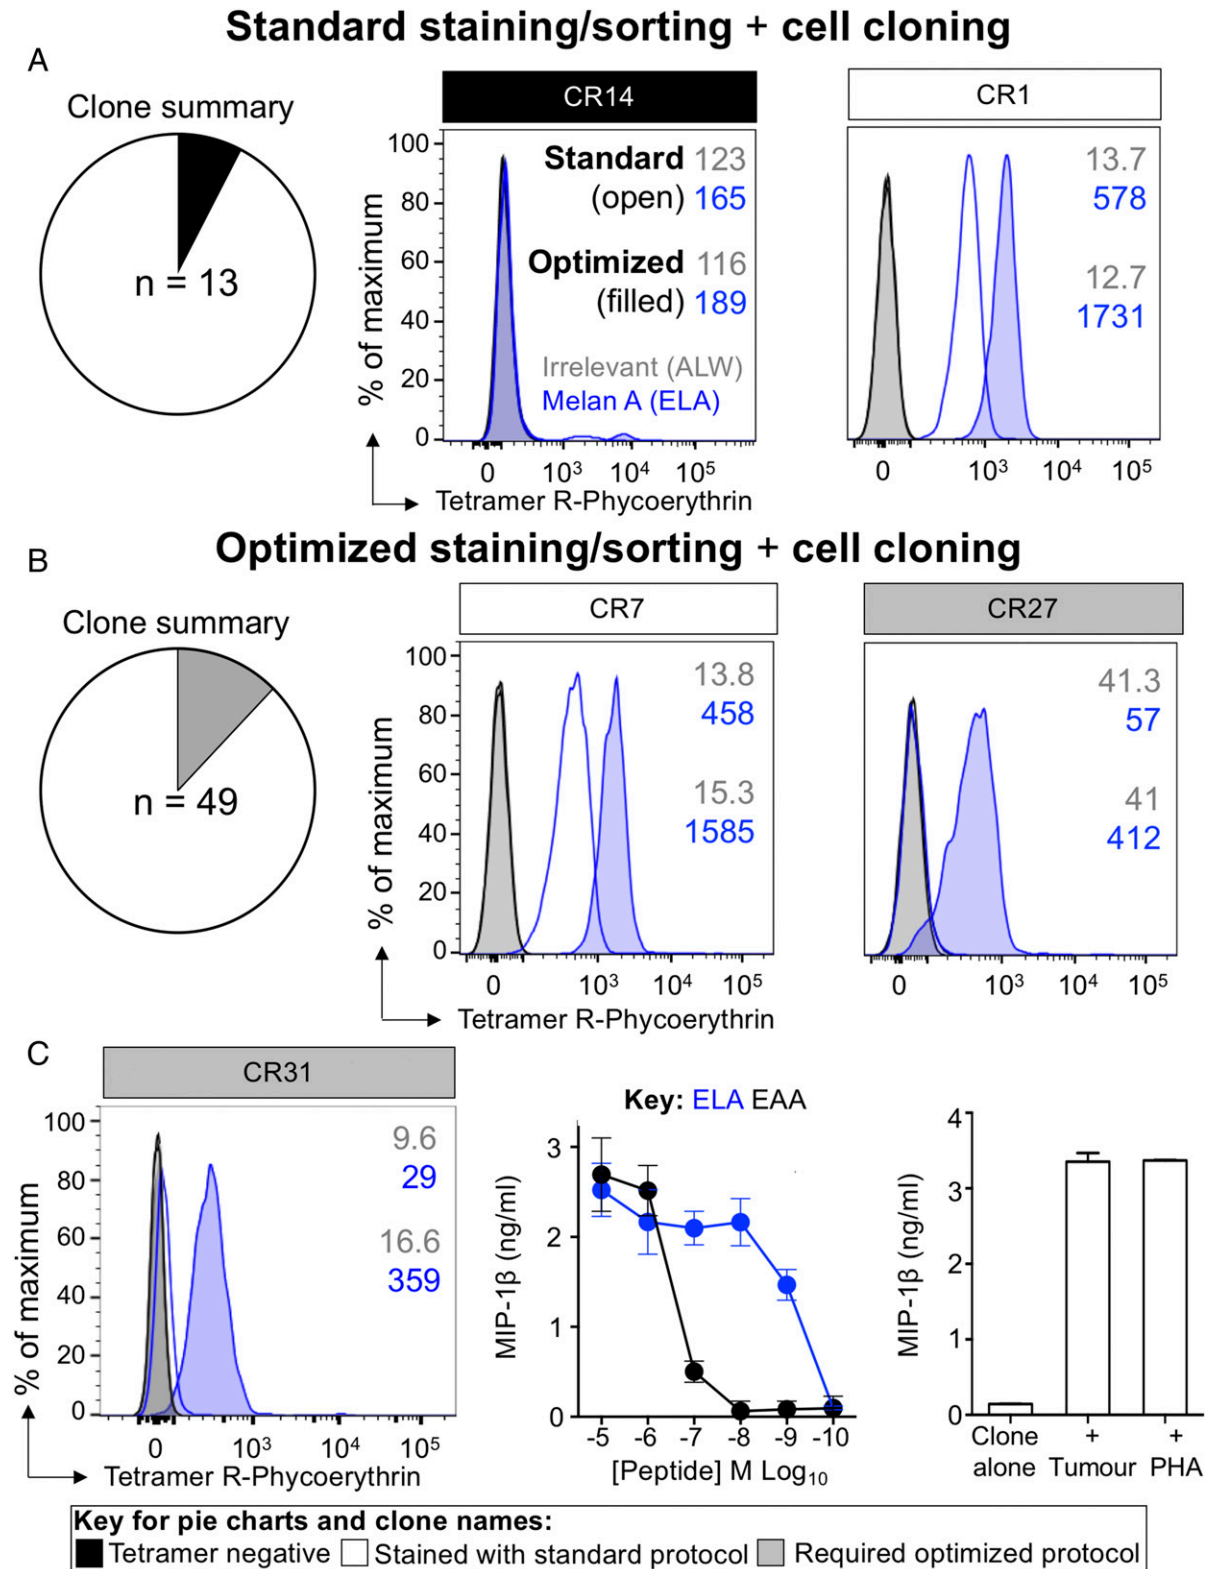 Standard staining/sorting + cell cloning
A
Clone summary
n = 13
CR14
% of maximum
100
80
60
40
20
0
Standard 123
(open) 165
Optimized 116
(filled) 189
Irrelevant (ALW)
Melan A (ELA)
0 10³ 10⁴ 10⁵
Tetramer R-Phycoerythrin
CR1
13.7
578
12.7
1731
0 10³ 10⁴ 10⁵
Optimized staining/sorting + cell cloning
B
Clone summary
n = 49
CR7
% of maximum
100
80
60
40
20
0
13.8
458
15.3
1585
0 10³ 10⁴ 10⁵
Tetramer R-Phycoerythrin
CR27
41.3
57
41
412
0 10³ 10⁴ 10⁵
C
CR31
% of maximum
100
80
60
40
20
0
9.6
29
16.6
359
0 10³ 10⁴ 10⁵
Tetramer R-Phycoerythrin
Key: ELA EAA
MIP-1β (ng/ml)
3
2
1
0
-5 -6 -7 -8 -9 -10
[Peptide] M Log₁₀
MIP-1β (ng/ml)
4
3
2
1
0
Clone + +
alone Tumour PHA
Key for pie charts and clone names:
Tetramer negative Stained with standard protocol Required optimized protocol